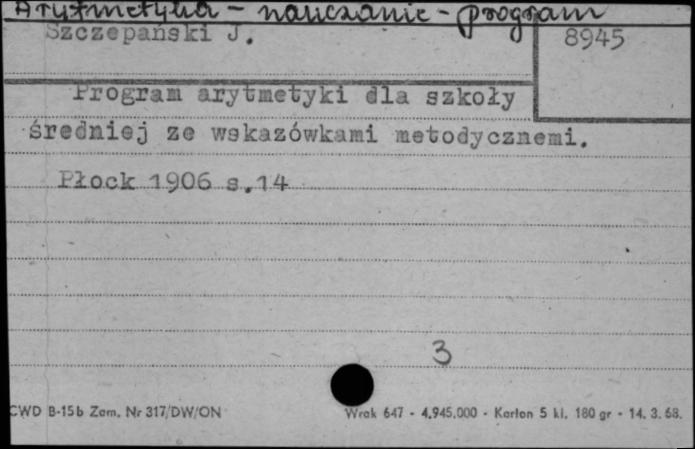 Arytmetyka - nauczanie - program
Szczepański J.
8945
Program arytmetyki dla szkoły
średniej ze wskazówkami metodycznemi.
Płock 1906 s.14
3
CWD B-15b Zam. Nr 317/DW/ON
Wrak 647 - 4.945.000 - Karton 5 kl. 180 gr - 14. 3. 68.